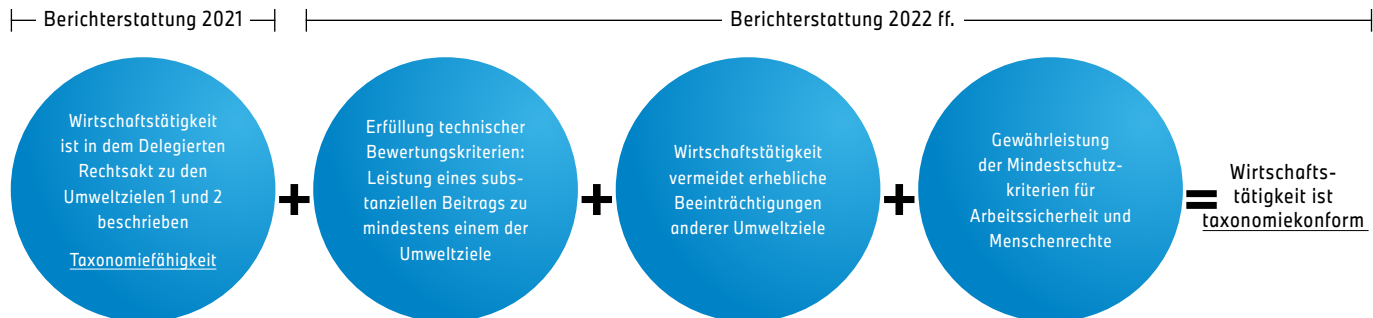 Berichterstattung 2021
Berichterstattung 2022 ff.
Wirtschaftstätigkeit
ist in dem Delegierten
Rechtsakt zu den
Umweltzielen 1 und 2
beschrieben
Taxonomiefähigkeit
+
Erfüllung technischer
Bewertungskriterien:
Leistung eines subs-
tanziellen Beitrags zu
mindestens einem der
Umweltziele
+
Wirtschaftstätigkeit
vermeidet erhebliche
Beeinträchtigungen
anderer Umweltziele
+
Gewährleistung
der Mindestschutz-
kriterien für
Arbeitssicherheit und
Menschenrechte
=
Wirtschafts-
tätigkeit ist
taxonomiekonform